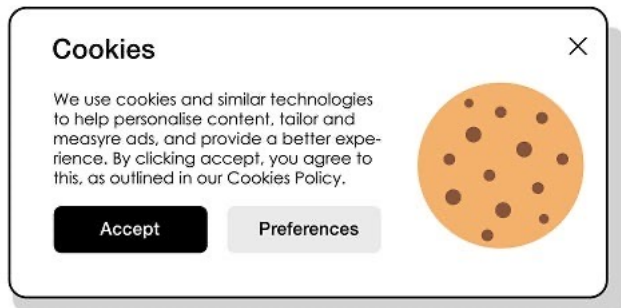 Cookies
We use cookies and similar technologies
to help personalise content, tailor and
measyre ads, and provide a better expe-
rience. By clicking accept, you agree to
this, as outlined in our Cookies Policy.
Accept Preferences